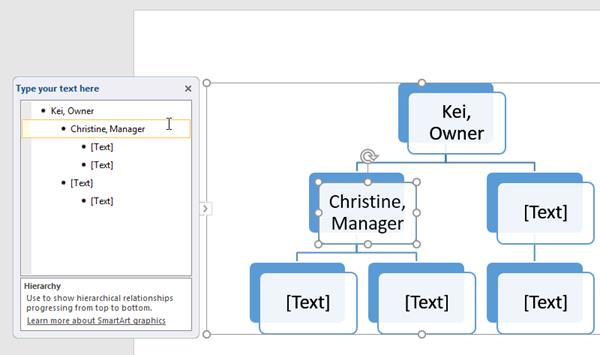 Type your text here
Kei, Owner
Christine, Manager
[Text]
[Text]
[Text]
[Text]
Hierarchy
Use to show hierarchical relationships
progressing from top to bottom.
Learn more about SmartArt graphics
Kei,
Owner
Christine,
Manager
[Text]
[Text]
[Text]
[Text]